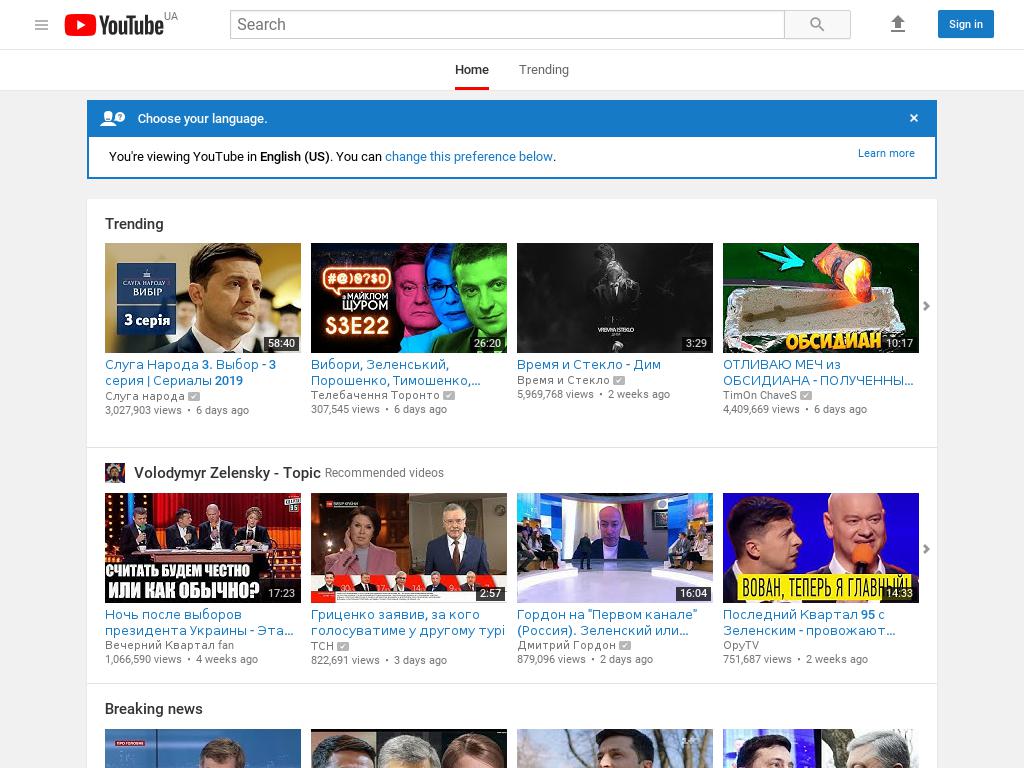 YouTube UA
Search
Sign in
Home
Trending
Choose your language.
×
You're viewing YouTube in English (US). You can change this preference below.
Learn more
Trending
СЛУГА НАРОДУ
ВИБІР
3 серія
58:40
#@)0?$0
з МАЙКЛОМ
ЩУРОМ
S3E22
26:20
VREMYA I STEKLO
3:29
ОБСИДИАН
10:17
Слуга Народа 3. Выбор - 3
серия | Сериалы 2019
Слуга народа
3,027,903 views • 6 days ago
Вибори, Зеленський,
Порошенко, Тимошенко,...
Телебачення Торонто
307,545 views • 6 days ago
Время и Стекло - Дим
Время и Стекло
5,969,768 views • 2 weeks ago
ОТЛИВАЮ МЕЧ из
ОБСИДИАНА - ПОЛУЧЕННЫ...
TimOn ChaveS
4,409,669 views • 6 days ago
Volodymyr Zelensky - Topic Recommended videos
СЧИТАТЬ БУДЕМ ЧЕСТНО
ИЛИ КАК ОБЫЧНО?
17:23
2:57
16:04
ВОВАН, ТЕПЕРЬ Я ГЛАВНЫЙ!
14:33
Ночь после выборов
президента Украины - Эта...
Вечерний Квартал fan
1,066,590 views • 4 weeks ago
Гриценко заявив, за кого
голосуватиме у другому турі
ТСН
822,691 views • 3 days ago
Гордон на "Первом канале"
(Россия). Зеленский или...
Дмитрий Гордон
879,096 views • 2 days ago
Последний Квартал 95 с
Зеленским - провожают...
OpyTV
751,687 views • 2 weeks ago
Breaking news
ПРО ГОЛОВНЕ